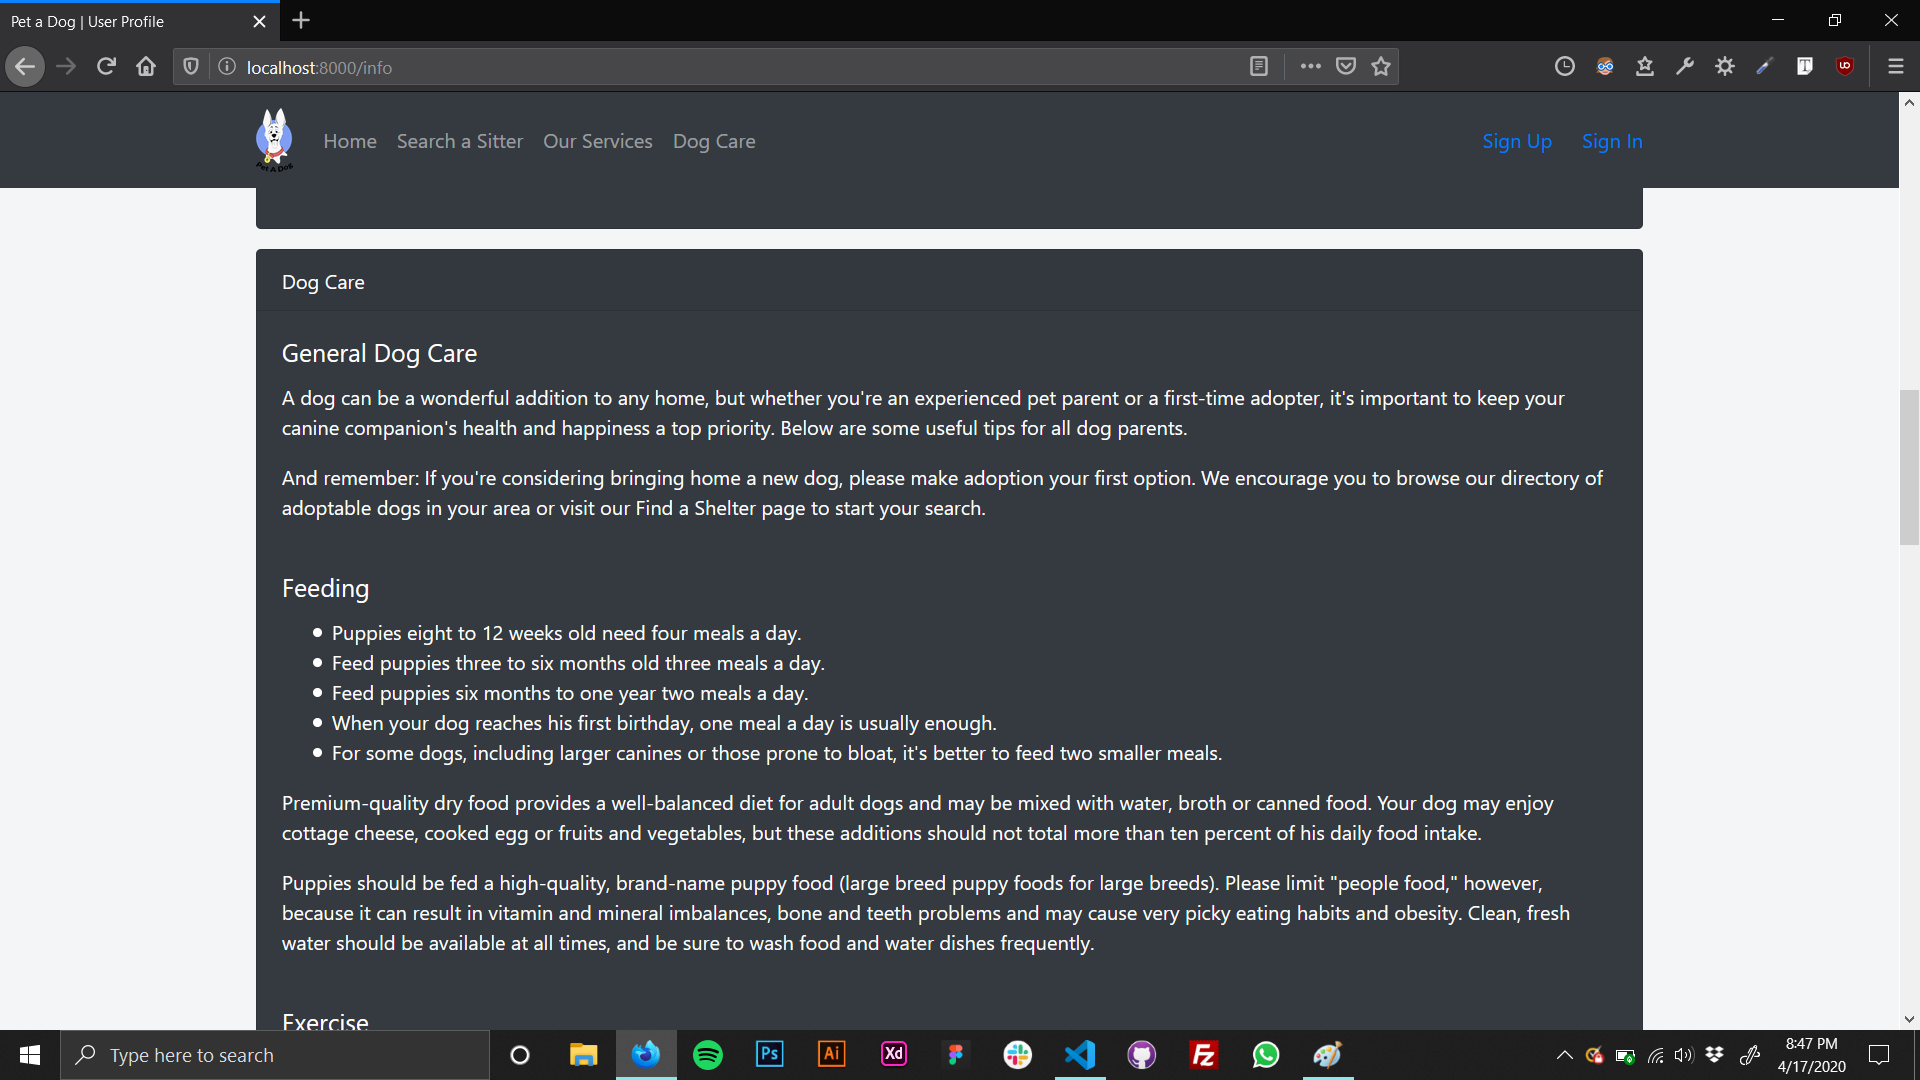 Pet a Dog | User Profile
localhost:8000/info
Pet A Dog
Home Search a Sitter Our Services Dog Care Sign Up Sign In
Dog Care
General Dog Care
A dog can be a wonderful addition to any home, but whether you're an experienced pet parent or a first-time adopter, it's important to keep your
canine companion's health and happiness a top priority. Below are some useful tips for all dog parents.
And remember: If you're considering bringing home a new dog, please make adoption your first option. We encourage you to browse our directory of
adoptable dogs in your area or visit our Find a Shelter page to start your search.
Feeding
Puppies eight to 12 weeks old need four meals a day.
Feed puppies three to six months old three meals a day.
Feed puppies six months to one year two meals a day.
When your dog reaches his first birthday, one meal a day is usually enough.
For some dogs, including larger canines or those prone to bloat, it's better to feed two smaller meals.
Premium-quality dry food provides a well-balanced diet for adult dogs and may be mixed with water, broth or canned food. Your dog may enjoy
cottage cheese, cooked egg or fruits and vegetables, but these additions should not total more than ten percent of his daily food intake.
Puppies should be fed a high-quality, brand-name puppy food (large breed puppy foods for large breeds). Please limit "people food," however,
because it can result in vitamin and mineral imbalances, bone and teeth problems and may cause very picky eating habits and obesity. Clean, fresh
water should be available at all times, and be sure to wash food and water dishes frequently.
Exercise
Type here to search
Ps Ai Xd Fz
8:47 PM
4/17/2020